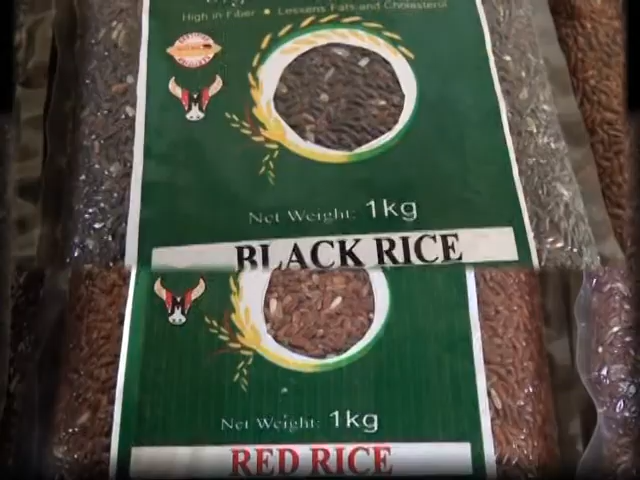 High in Fiber • Lessens Fats and Cholesterol
Net Weight: 1kg
BLACK RICE
Net Weight: 1kg
RED RICE